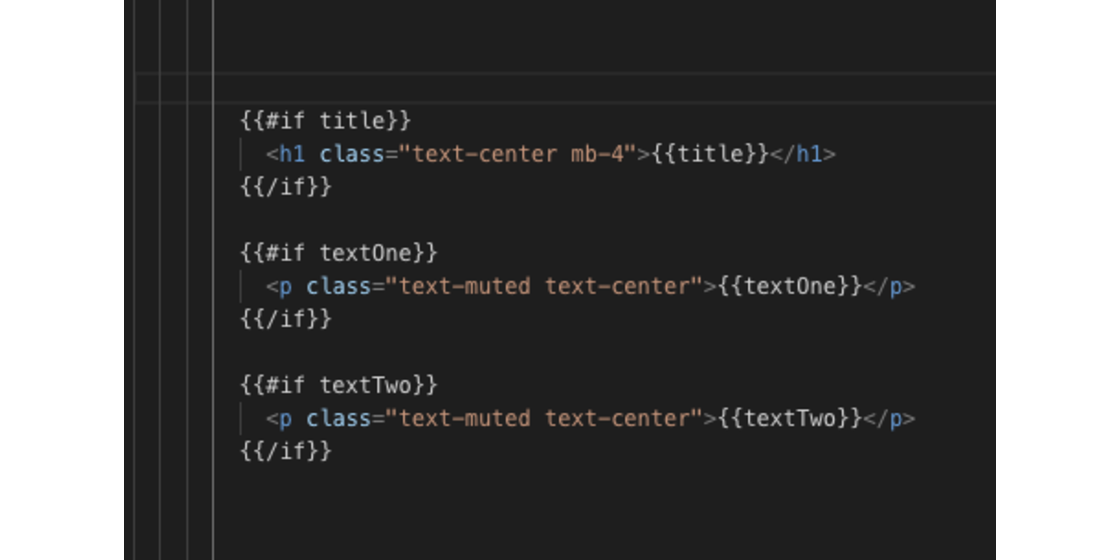 {{#if title}}
<h1 class="text-center mb-4">{{title}}</h1>
{{/if}}
{{#if textOne}}
<p class="text-muted text-center">{{textOne}}</p>
{{/if}}
{{#if textTwo}}
<p class="text-muted text-center">{{textTwo}}</p>
{{/if}}